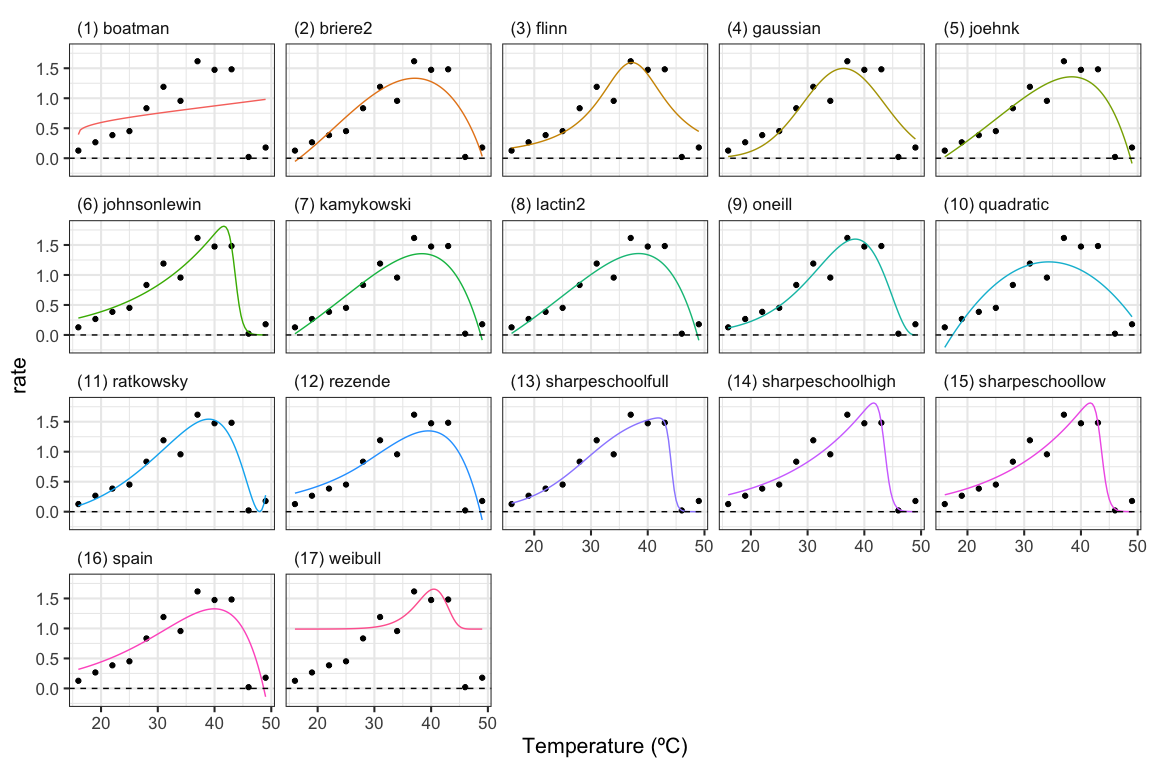 (1) boatman
(2) briere2
(3) flinn
(4) gaussian
(5) joehnk
1.5
1.0
0.5
0.0
(6) johnsonlewin
(7) kamykowski
(8) lactin2
(9) oneill
(10) quadratic
1.5
1.0
0.5
0.0
rate
(11) ratkowsky
(12) rezende
(13) sharpeschoolfull
(14) sharpeschoolhigh
(15) sharpeschoollow
1.5
1.0
0.5
0.0
20 30 40 50
20 30 40 50
20 30 40 50
(16) spain
(17) weibull
1.5
1.0
0.5
0.0
20 30 40 50
20 30 40 50
Temperature (ºC)